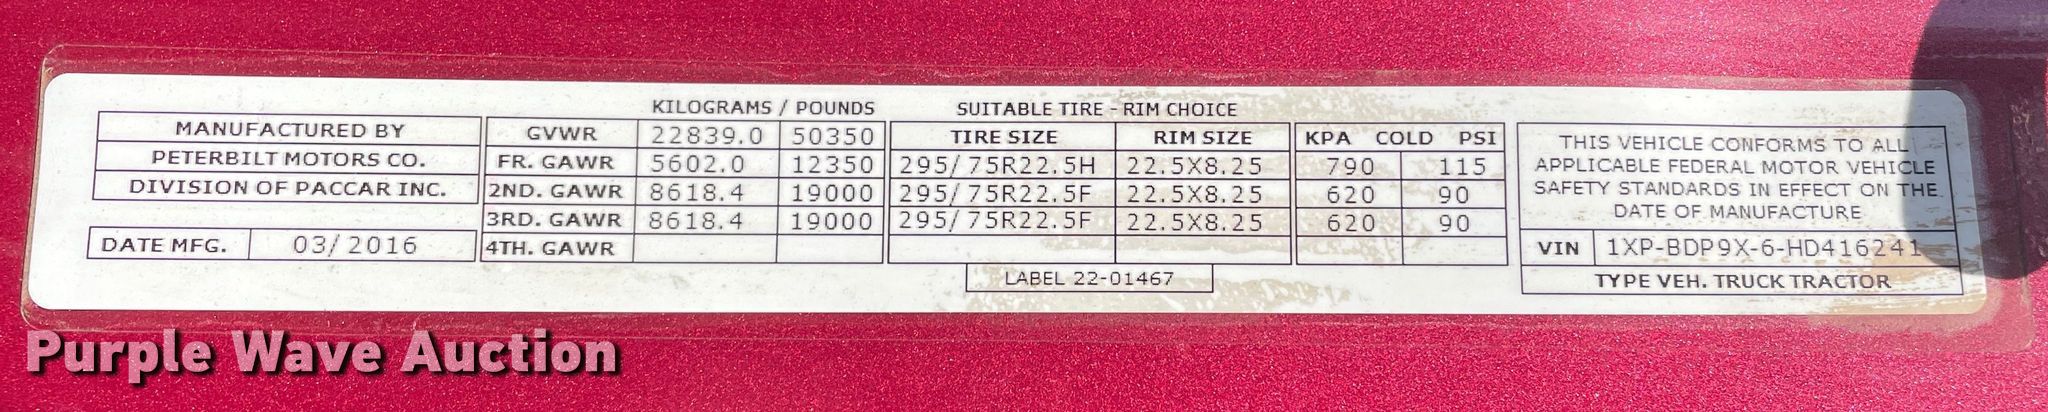 KILOGRAMS / POUNDS SUITABLE TIRE - RIM CHOICE
MANUFACTURED BY
PETERBILT MOTORS CO.
DIVISION OF PACCAR INC.
DATE MFG. 03/2016
GVWR 22839.0 50350 TIRE SIZE RIM SIZE KPA COLD PSI
FR. GAWR 5602.0 12350 295/75R22.5H 22.5X8.25 790 115
2ND. GAWR 8618.4 19000 295/75R22.5F 22.5X8.25 620 90
3RD. GAWR 8618.4 19000 295/75R22.5F 22.5X8.25 620 90
4TH. GAWR
LABEL 22-01467
THIS VEHICLE CONFORMS TO ALL
APPLICABLE FEDERAL MOTOR VEHICLE
SAFETY STANDARDS IN EFFECT ON THE
DATE OF MANUFACTURE
VIN 1XP-BDP9X-6-HD416241
TYPE VEH. TRUCK TRACTOR
Purple Wave Auction